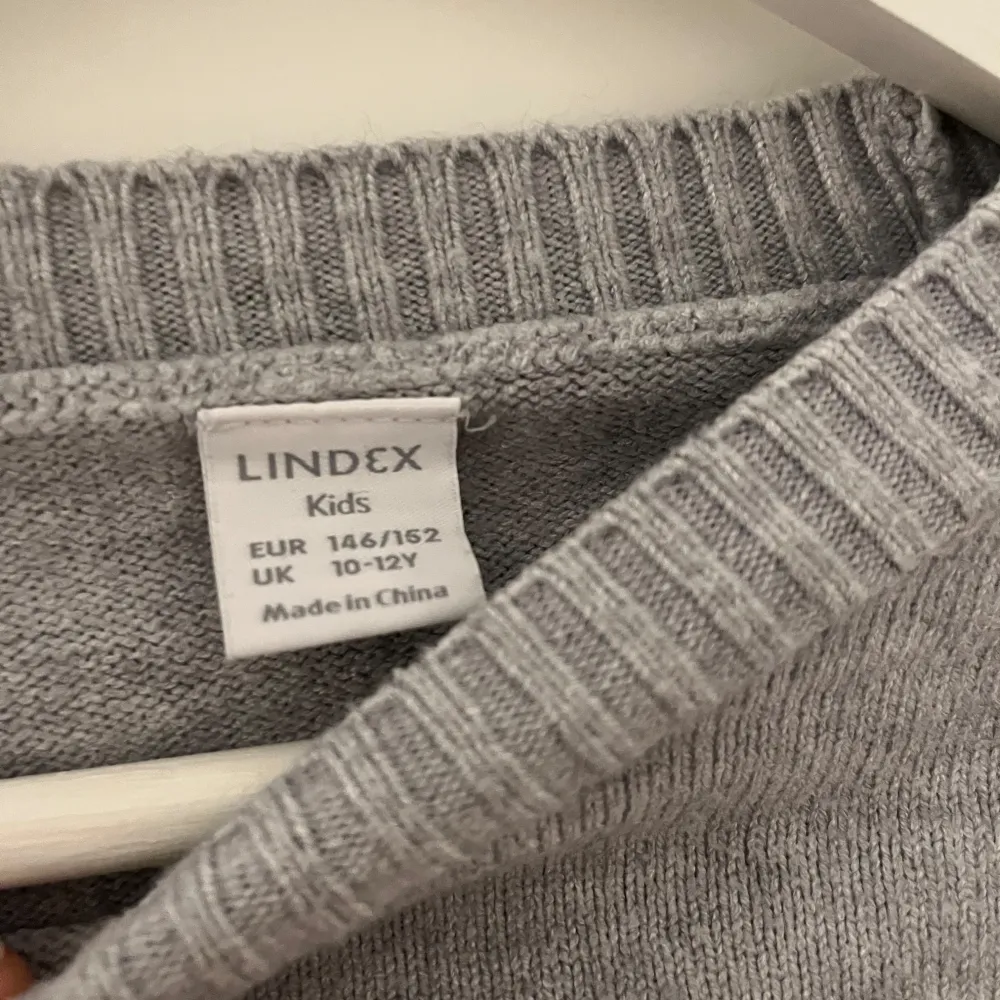 LINDEX
Kids
EUR 146/152
UK 10-12Y
Made in China